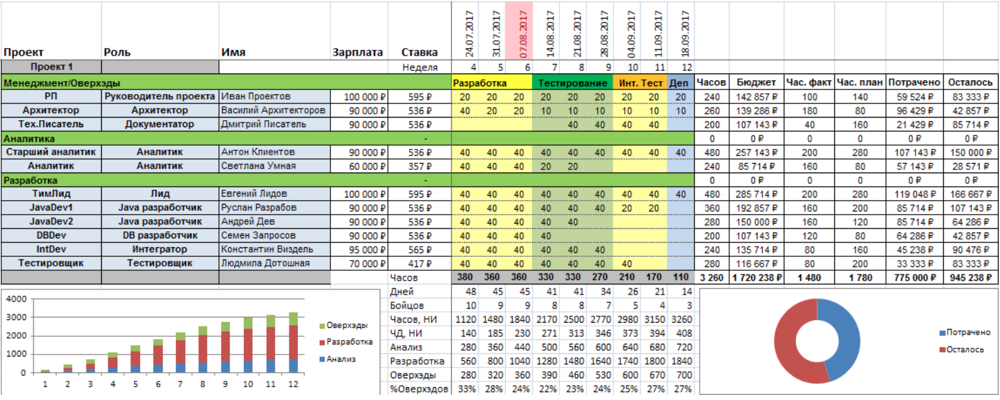 24.07.2017 31.07.2017 07.08.2017 14.08.2017 21.08.2017 28.08.2017 04.09.2017 11.09.2017 18.09.2017
Проект Роль Имя Зарплата Ставка
Проект 1 Неделя 4 5 6 7 8 9 10 11 12
Менеджмент/Оверхэды Разработка Тестирование Инт. Тест Деп Часов Бюджет Час. факт Час. план Потрачено Осталось
РП Руководитель проекта Иван Проектов 100 000 ₽ 595 ₽ 20 20 20 20 20 20 20 20 20 240 142 857 ₽ 100 140 59 524 ₽ 83 333 ₽
Архитектор Архитектор Василий Архитекторов 90 000 ₽ 536 ₽ 40 20 20 10 10 10 10 10 10 260 139 286 ₽ 180 80 96 429 ₽ 42 857 ₽
Тех.Писатель Документатор Дмитрий Писатель 90 000 ₽ 536 ₽ 40 40 40 40 200 107 143 ₽ 40 160 21 429 ₽ 85 714 ₽
Аналитика - 0 0 ₽ 0 0 0 ₽ 0 ₽
Старший аналитик Аналитик Антон Клиентов 90 000 ₽ 536 ₽ 40 40 40 40 40 40 40 40 40 480 257 143 ₽ 200 280 107 143 ₽ 150 000 ₽
Аналитик Аналитик Светлана Умная 60 000 ₽ 357 ₽ 40 40 40 20 20 240 85 714 ₽ 160 80 57 143 ₽ 28 571 ₽
Разработка - 0 0 ₽ 0 0 0 ₽ 0 ₽
ТимЛид Лид Евгений Лидов 100 000 ₽ 595 ₽ 40 40 40 40 40 40 40 40 40 480 285 714 ₽ 200 280 119 048 ₽ 166 667 ₽
JavaDev1 Java разработчик Руслан Разрабов 90 000 ₽ 536 ₽ 40 40 40 40 40 40 20 20 360 192 857 ₽ 160 200 85 714 ₽ 107 143 ₽
JavaDev2 Java разработчик Андрей Дев 90 000 ₽ 536 ₽ 40 40 40 40 40 280 150 000 ₽ 160 120 85 714 ₽ 64 286 ₽
DBDev DB разработчик Семен Запросов 90 000 ₽ 536 ₽ 40 40 40 40 200 107 143 ₽ 120 80 64 286 ₽ 42 857 ₽
IntDev Интегратор Константин Виздель 95 000 ₽ 565 ₽ 40 40 40 40 40 40 240 135 714 ₽ 80 160 45 238 ₽ 90 476 ₽
Тестировщик Тестировщик Людмила Дотошная 70 000 ₽ 417 ₽ 40 40 40 40 40 40 40 280 116 667 ₽ 80 200 33 333 ₽ 83 333 ₽
Часов 380 360 360 330 330 270 210 170 110 3 260 1 720 238 ₽ 1 480 1 780 775 000 ₽ 945 238 ₽
Дней 48 45 45 41 41 34 26 21 14
Бойцов 10 9 9 8 8 7 5 4 3
Часов, НИ 1120 1480 1840 2170 2500 2770 2980 3150 3260
ЧД, НИ 140 185 230 271 313 346 373 394 408
Анализ 280 360 440 500 560 600 640 680 720
Разработка 560 800 1040 1280 1480 1640 1740 1800 1840
Оверхэды 280 320 360 390 460 530 600 670 700
%Оверхэдов 33% 28% 24% 22% 23% 24% 25% 27% 27%
4000
3000
2000
1000
0
1 2 3 4 5 6 7 8 9 10 11 12
Оверхэды
Разработка
Анализ
Потрачено
Осталось